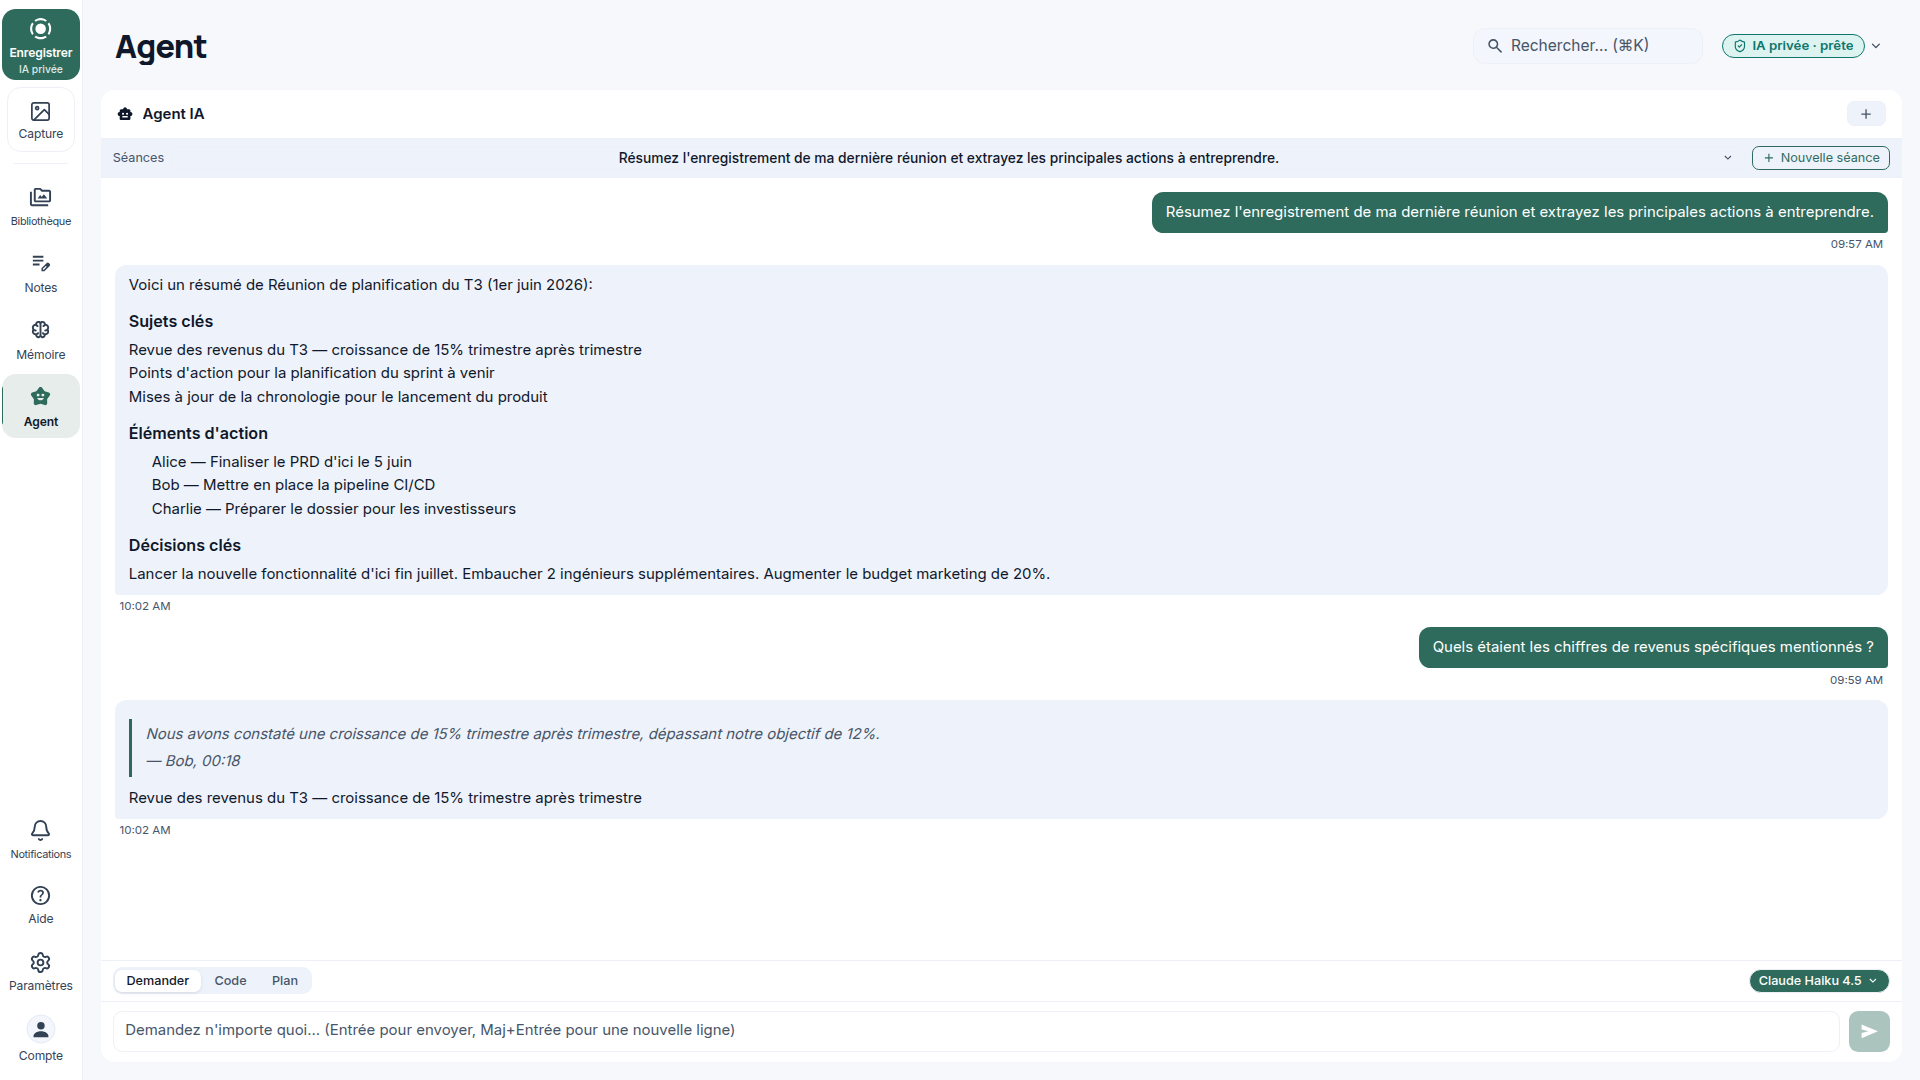 Enregistrer
IA privée
Capture
Bibliothèque
Notes
Mémoire
Agent
Notifications
Aide
Paramètres
Compte
Agent
Rechercher... (⌘K)
IA privée · prête
Agent IA
Séances
Résumez l'enregistrement de ma dernière réunion et extrayez les principales actions à entreprendre.
Nouvelle séance
Résumez l'enregistrement de ma dernière réunion et extrayez les principales actions à entreprendre.
09:57 AM
Voici un résumé de Réunion de planification du T3 (1er juin 2026):
Sujets clés
Revue des revenus du T3 — croissance de 15% trimestre après trimestre
Points d'action pour la planification du sprint à venir
Mises à jour de la chronologie pour le lancement du produit
Éléments d'action
Alice — Finaliser le PRD d'ici le 5 juin
Bob — Mettre en place la pipeline CI/CD
Charlie — Préparer le dossier pour les investisseurs
Décisions clés
Lancer la nouvelle fonctionnalité d'ici fin juillet. Embaucher 2 ingénieurs supplémentaires. Augmenter le budget marketing de 20%.
10:02 AM
Quels étaient les chiffres de revenus spécifiques mentionnés ?
09:59 AM
Nous avons constaté une croissance de 15% trimestre après trimestre, dépassant notre objectif de 12%.
— Bob, 00:18
Revue des revenus du T3 — croissance de 15% trimestre après trimestre
10:02 AM
Demander
Code
Plan
Claude Haiku 4.5
Demandez n'importe quoi... (Entrée pour envoyer, Maj+Entrée pour une nouvelle ligne)